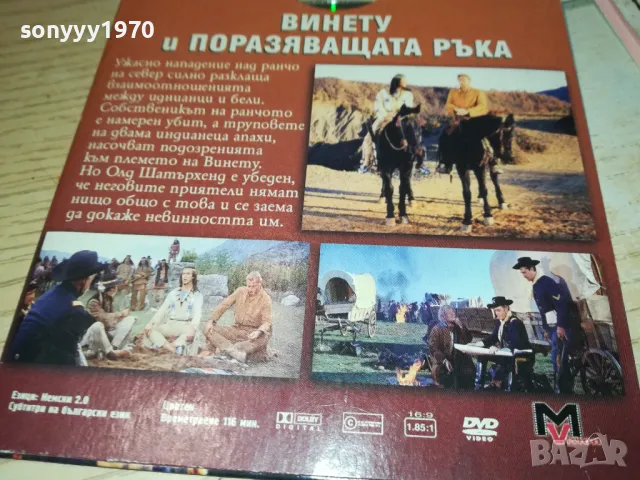 sonyyy1970
ВИНЕТУ
и ПОРАЗЯВАЩАТА РЪКА
Ужасно нападение над ранчо
на север силно разклаща
взаимоотношенията
между индианци и бели.
Собственикът на ранчото
е намерен убит, а труповете
на двама индианеца апахи,
насочват подозренията
към племето на Винету.
Но Олд Шатърхенд е убеден,
че неговите приятели нямат
нищо общо с това и се заема
да докаже невинността им.
Езици: Немски 2.0
Субтитри на български език
Цветен
Времетраене 116 мин.
DOLBY
DIGITAL
16:9
1.85:1
DVD
VIDEO
MV
BAZAR.BG